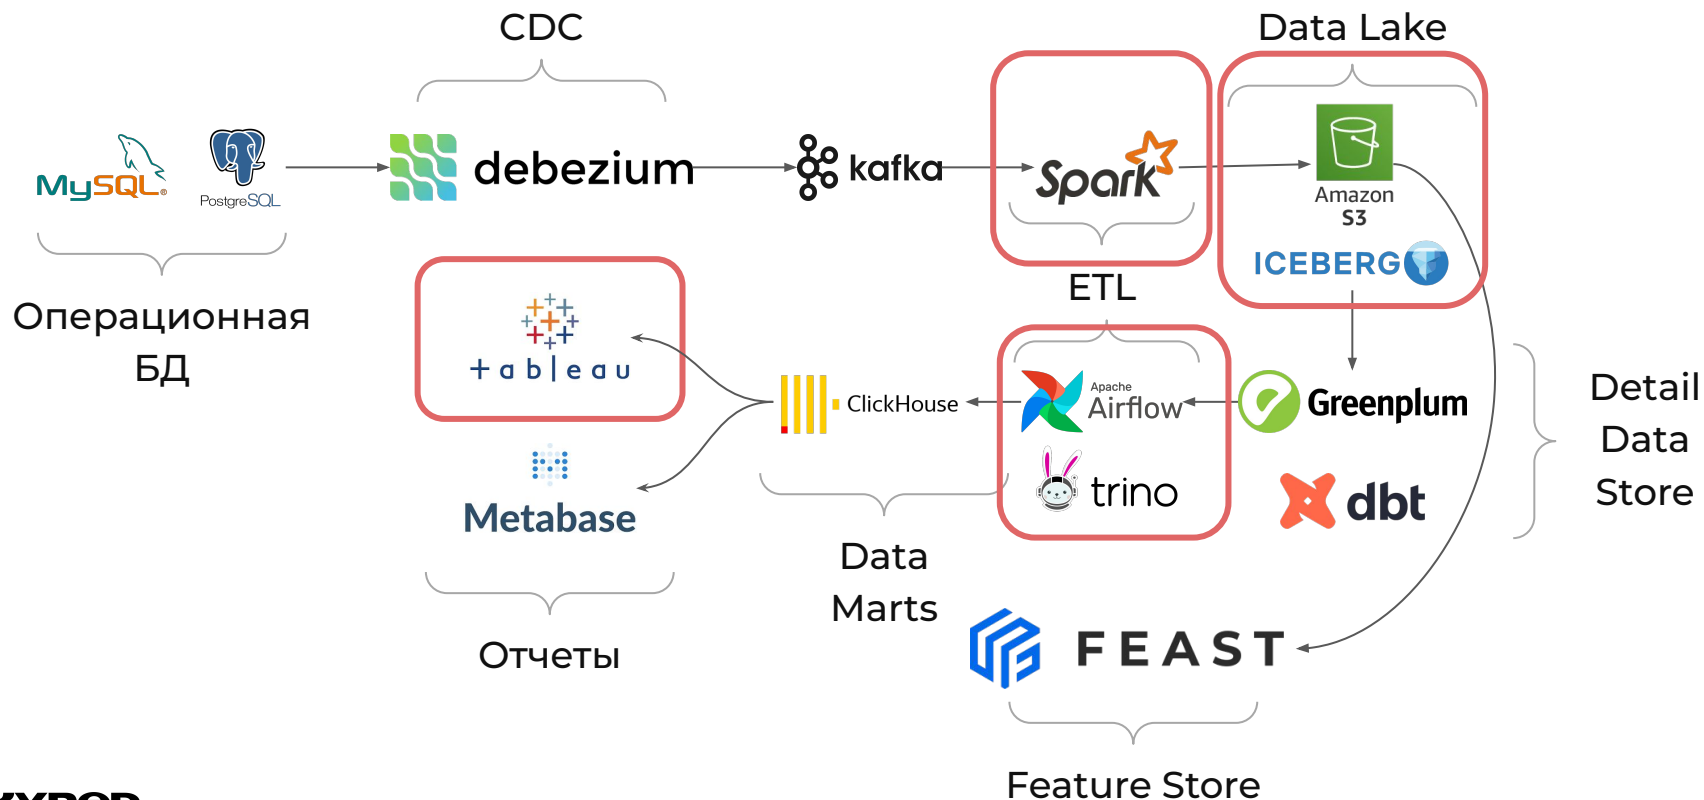 CDC
Data Lake
MySQL®
PostgreSQL
debezium
kafka
Spark
Amazon
S3
ICEBERG
Операционная
БД
ETL
tableau
ClickHouse
Apache
Airflow
Greenplum
Detail
Data
Store
Metabase
trino
dbt
Data
Marts
Отчеты
FEAST
Feature Store